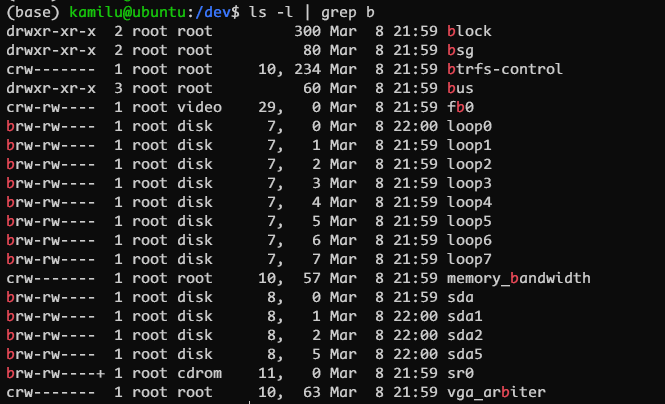 (base) kamilu@ubuntu:/dev$ ls -l | grep b
drwxr-xr-x  2 root root         300 Mar  8 21:59 block
drwxr-xr-x  2 root root          80 Mar  8 21:59 bsg
crw-------  1 root root     10, 234 Mar  8 21:59 btrfs-control
drwxr-xr-x  3 root root          60 Mar  8 21:59 bus
crw-rw----  1 root video    29,   0 Mar  8 21:59 fb0
brw-rw----  1 root disk      7,   0 Mar  8 22:00 loop0
brw-rw----  1 root disk      7,   1 Mar  8 21:59 loop1
brw-rw----  1 root disk      7,   2 Mar  8 21:59 loop2
brw-rw----  1 root disk      7,   3 Mar  8 21:59 loop3
brw-rw----  1 root disk      7,   4 Mar  8 21:59 loop4
brw-rw----  1 root disk      7,   5 Mar  8 21:59 loop5
brw-rw----  1 root disk      7,   6 Mar  8 21:59 loop6
brw-rw----  1 root disk      7,   7 Mar  8 21:59 loop7
crw-------  1 root root     10,  57 Mar  8 21:59 memory_bandwidth
brw-rw----  1 root disk      8,   0 Mar  8 21:59 sda
brw-rw----  1 root disk      8,   1 Mar  8 22:00 sda1
brw-rw----  1 root disk      8,   2 Mar  8 22:00 sda2
brw-rw----  1 root disk      8,   5 Mar  8 22:00 sda5
brw-rw----+ 1 root cdrom    11,   0 Mar  8 21:59 sr0
crw-------  1 root root     10,  63 Mar  8 21:59 vga_arbiter